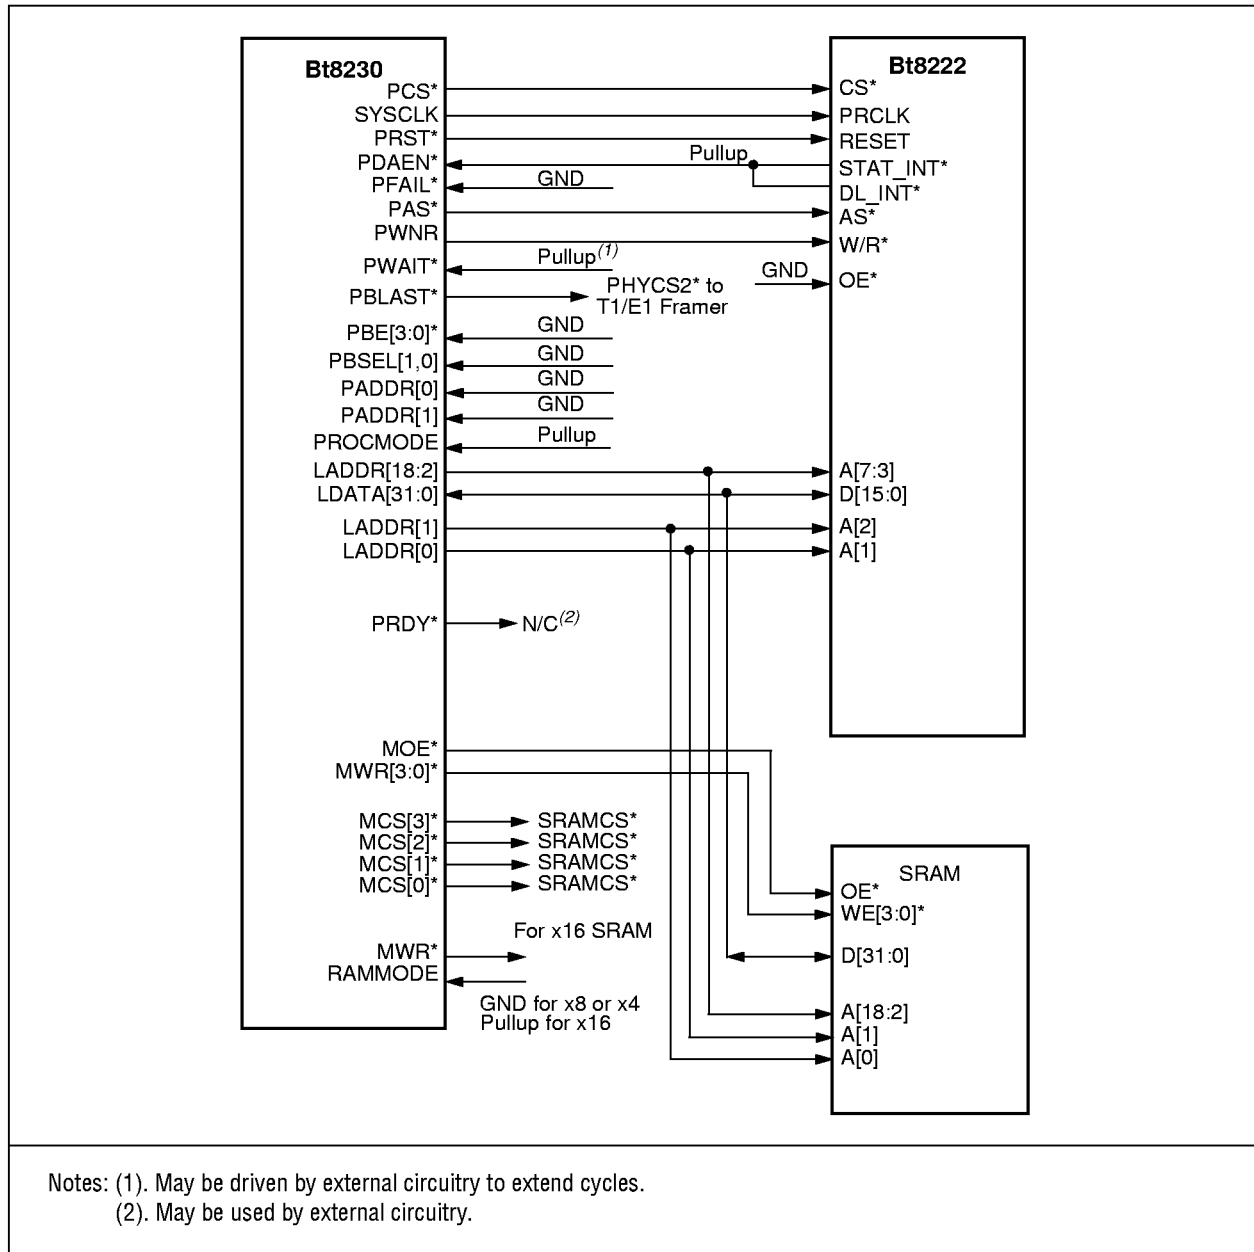 Bt8230
PCS*
SYSCLK
PRST*
PDAEN*
PFAIL*
PAS*
PWNR
PWAIT*
PBLAST*
PBE[3:0]*
PBSEL[1,0]
PADDR[0]
PADDR[1]
PROCMODE
LADDR[18:2]
LDATA[31:0]
LADDR[1]
LADDR[0]
PRDY*
MOE*
MWR[3:0]*
MCS[3]*
MCS[2]*
MCS[1]*
MCS[0]*
MWR*
RAMMODE
Pullup
GND
Pullup(1)
PHYCS2* to
T1/E1 Framer
GND
GND
GND
GND
Pullup
N/C(2)
SRAMCS*
SRAMCS*
SRAMCS*
SRAMCS*
For x16 SRAM
GND for x8 or x4
Pullup for x16
GND
Bt8222
CS*
PRCLK
RESET
STAT_INT*
DL_INT*
AS*
W/R*
OE*
A[7:3]
D[15:0]
A[2]
A[1]
SRAM
OE*
WE[3:0]*
D[31:0]
A[18:2]
A[1]
A[0]
Notes: (1). May be driven by external circuitry to extend cycles.
(2). May be used by external circuitry.